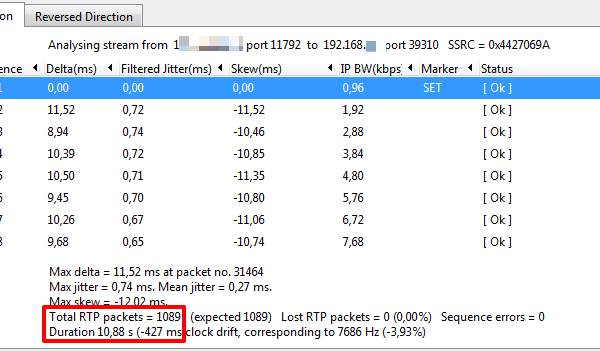 on Reversed Direction
Analysing stream from 1 port 11792 to 192.168. port 39310 SSRC = 0x4427069A
ence Delta(ms) Filtered Jitter(ms) Skew(ms) IP BW(kbps) Marker Status
1 0,00 0,00 0,00 0,96 SET [ Ok ]
2 11,52 0,72 -11,52 1,92 [ Ok ]
3 8,94 0,74 -10,46 2,88 [ Ok ]
4 10,39 0,72 -10,85 3,84 [ Ok ]
5 10,50 0,71 -11,35 4,80 [ Ok ]
6 9,45 0,70 -10,80 5,76 [ Ok ]
7 10,26 0,67 -11,06 6,72 [ Ok ]
8 9,68 0,65 -10,74 7,68 [ Ok ]
Max delta = 11,52 ms at packet no. 31464
Max jitter = 0,74 ms. Mean jitter = 0,27 ms.
Max skew = -12,02 ms.
Total RTP packets = 1089 (expected 1089) Lost RTP packets = 0 (0,00%) Sequence errors = 0
Duration 10,88 s (-427 ms clock drift, corresponding to 7686 Hz (-3,93%)